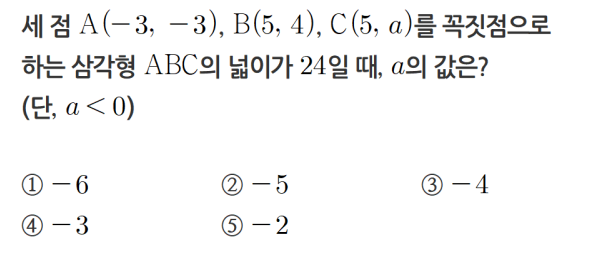 세 점 A(−3, −3), B(5, 4), C(5, a)를 꼭짓점으로
하는 삼각형 ABC의 넓이가 24일 때, a의 값은?
(단, a < 0)
① −6 ② −5 ③ −4
④ −3 ⑤ −2